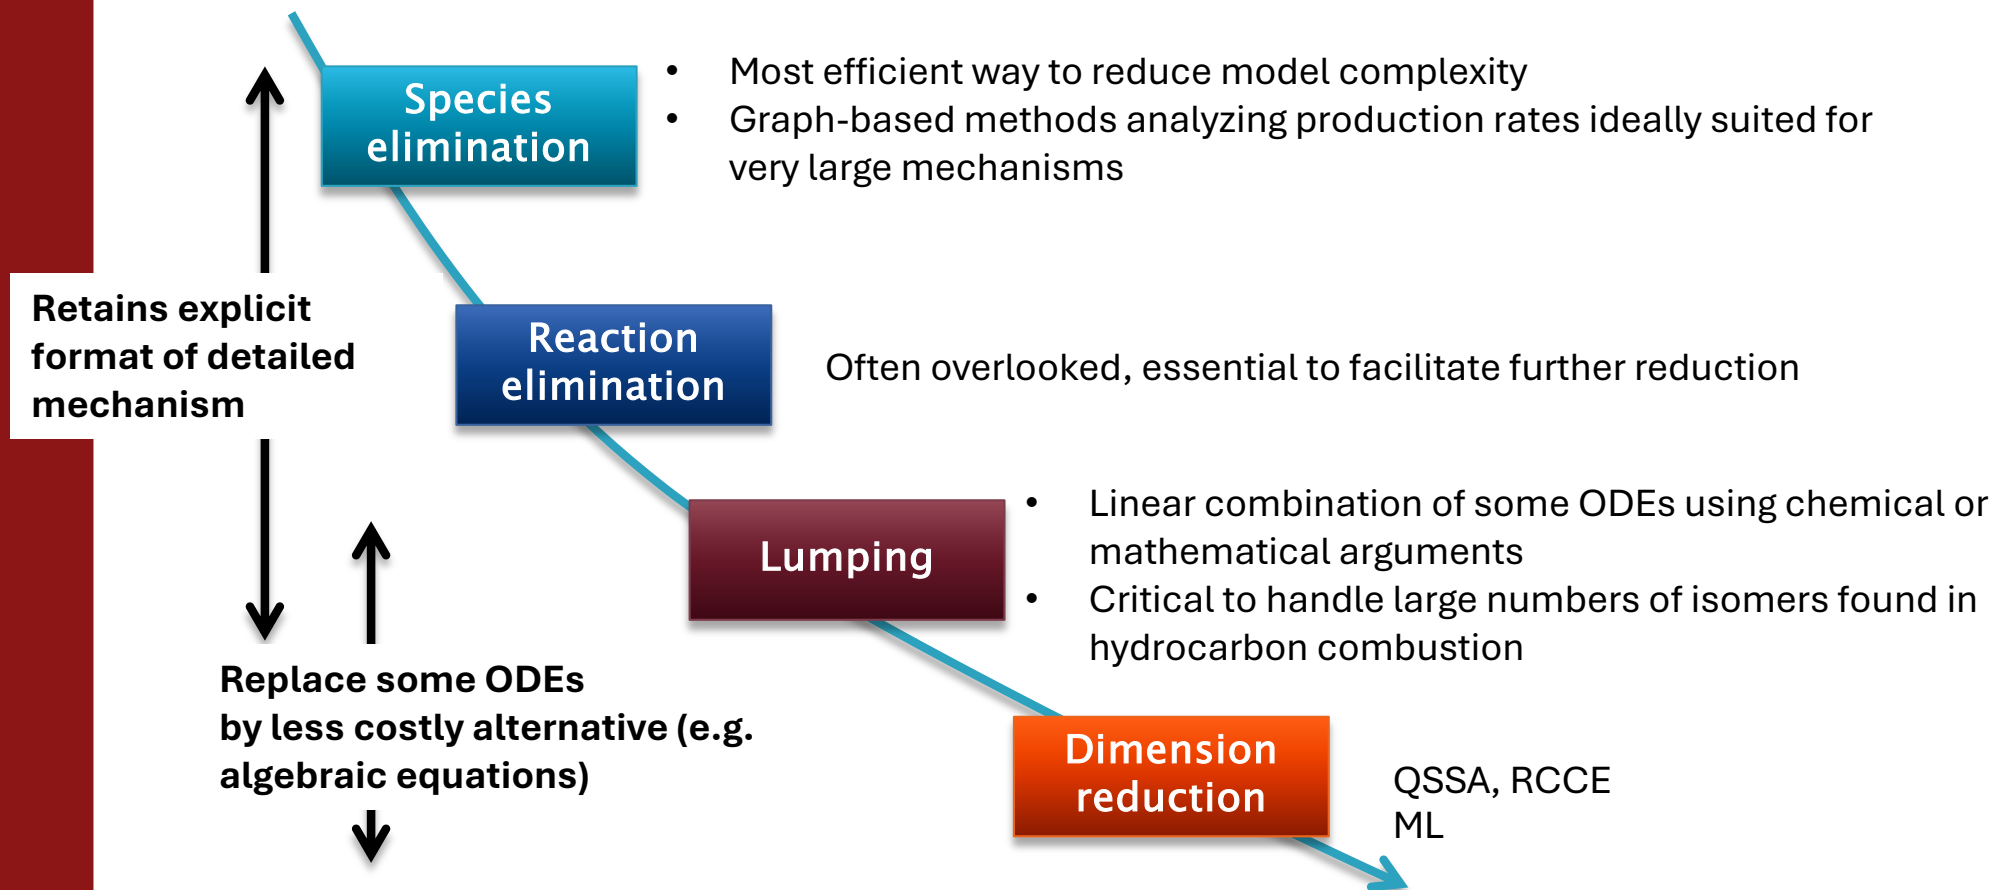 Species
elimination
• Most efficient way to reduce model complexity
• Graph-based methods analyzing production rates ideally suited for
very large mechanisms
Retains explicit
format of detailed
mechanism
Reaction
elimination
Often overlooked, essential to facilitate further reduction
Lumping
• Linear combination of some ODEs using chemical or
mathematical arguments
• Critical to handle large numbers of isomers found in
hydrocarbon combustion
Replace some ODEs
by less costly alternative (e.g.
algebraic equations)
Dimension
reduction
QSSA, RCCE
ML